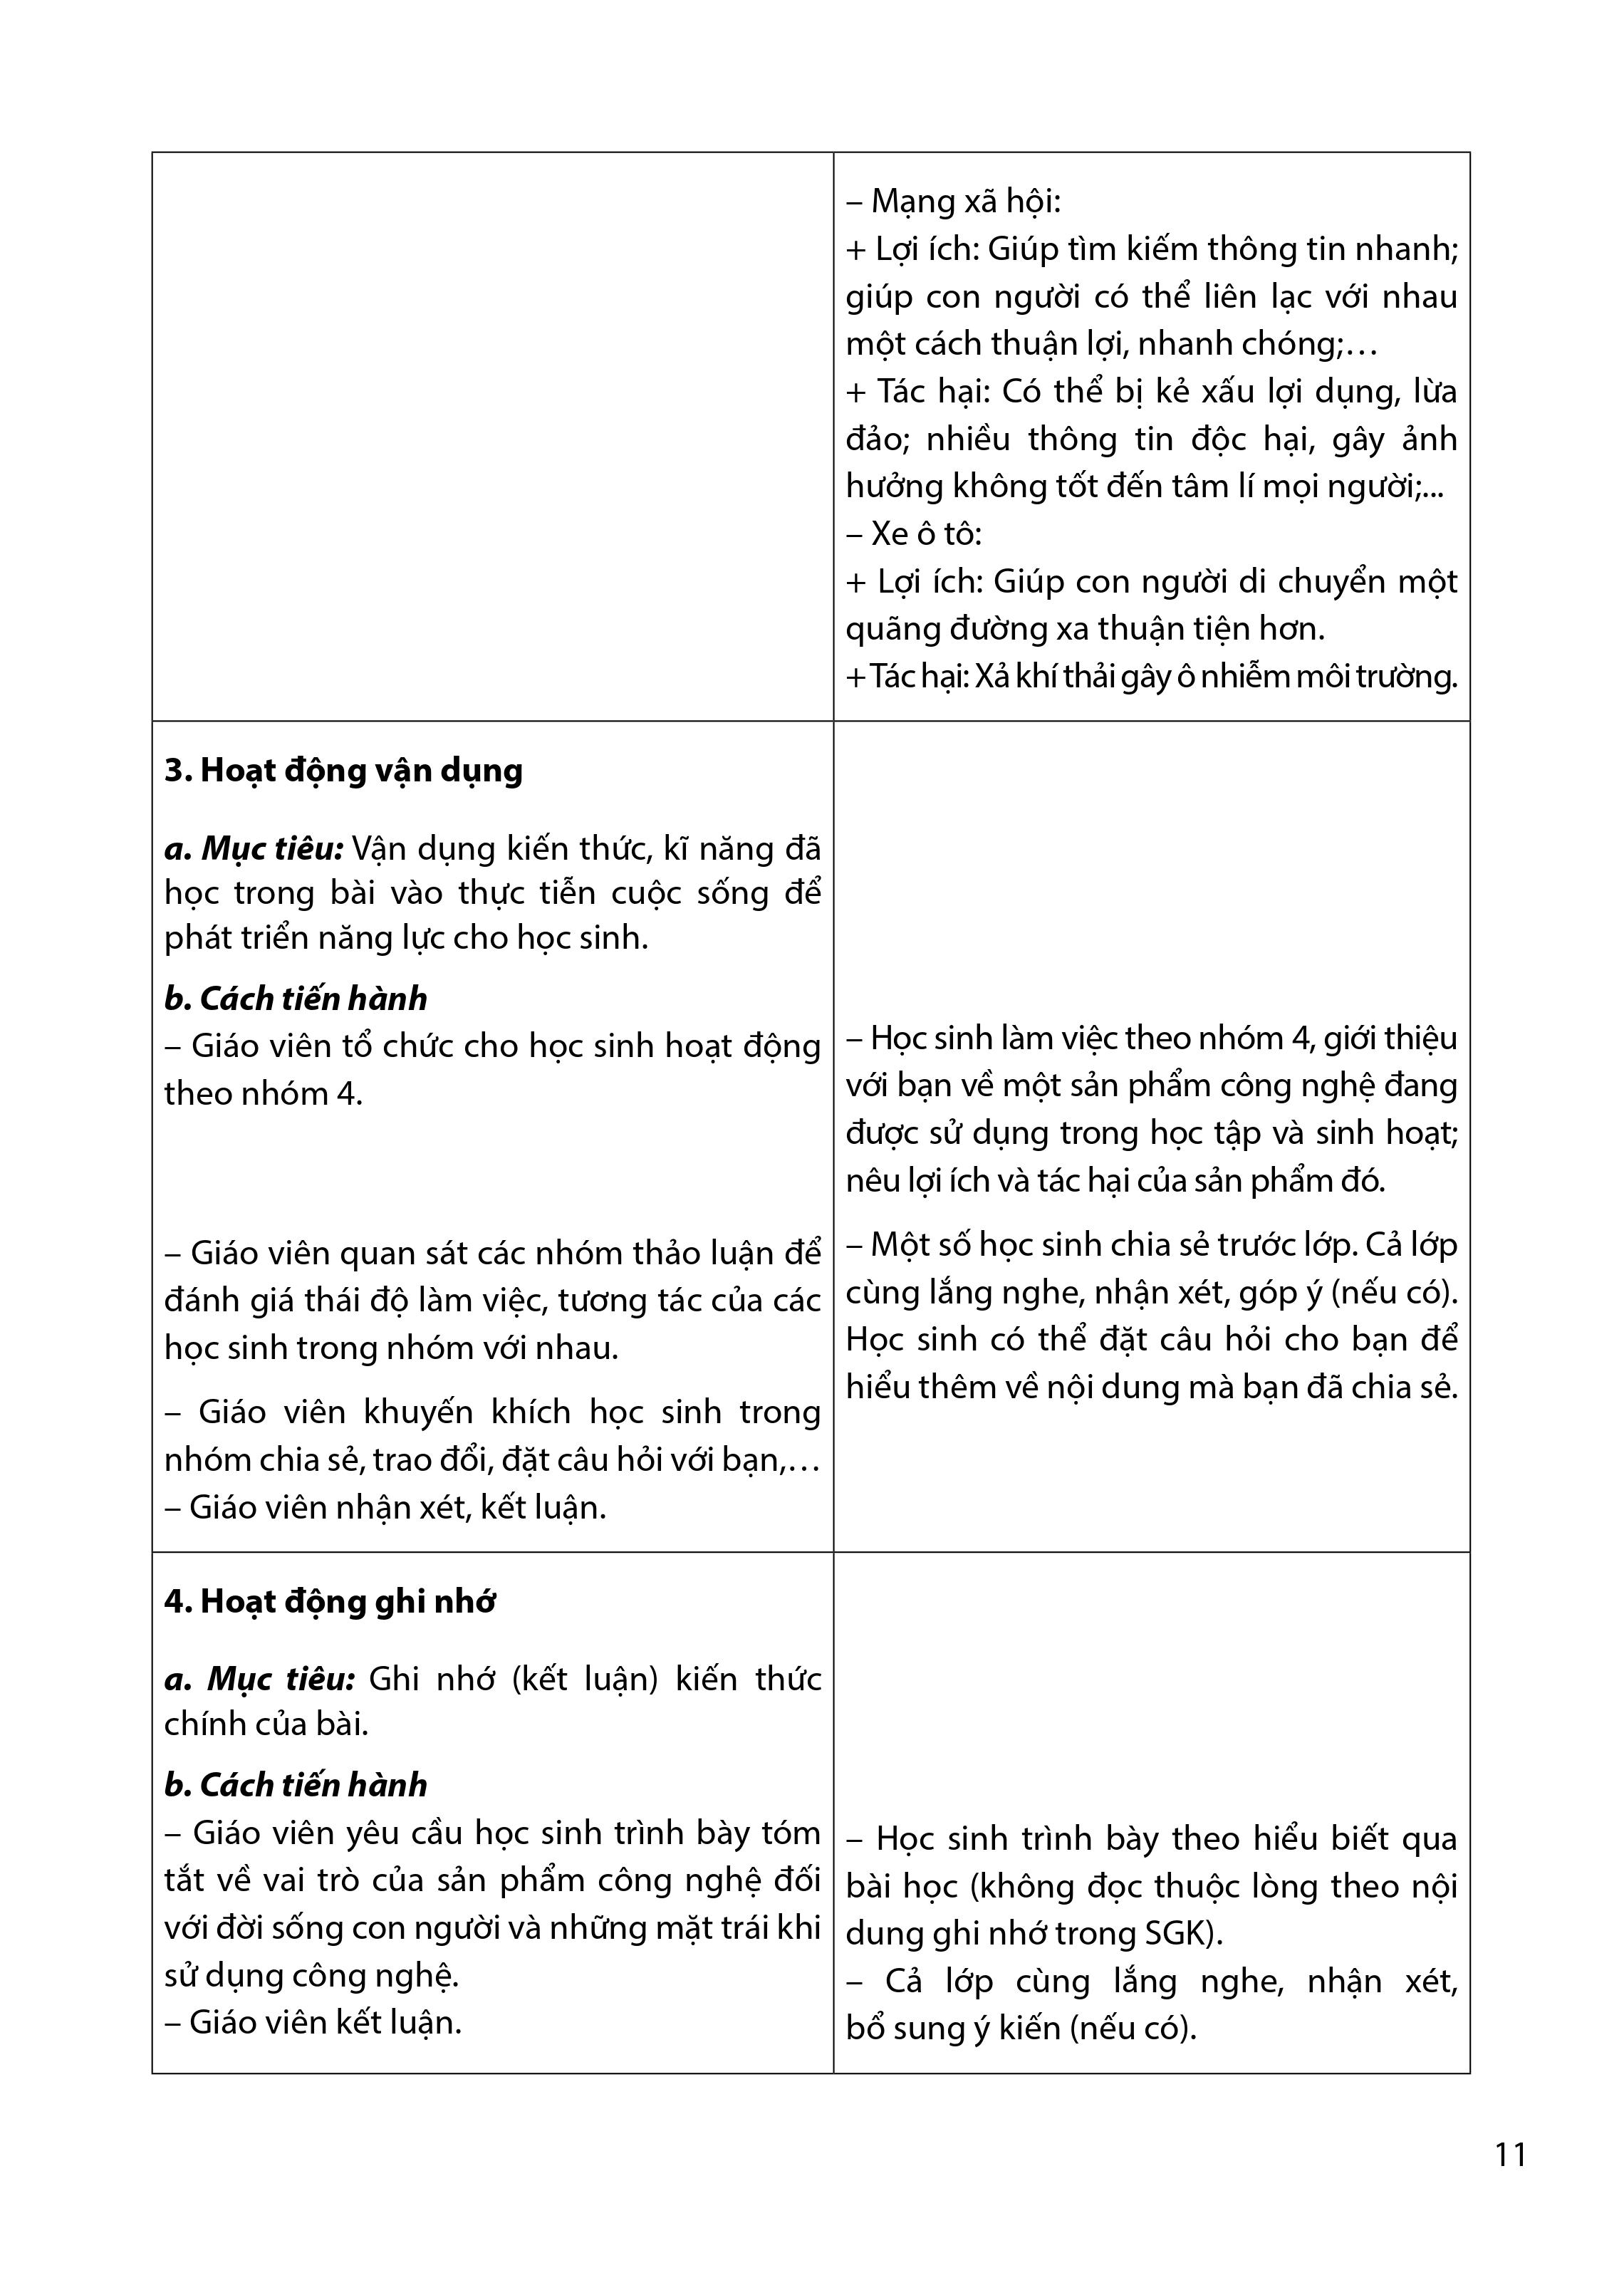 – Mạng xã hội:
+ Lợi ích: Giúp tìm kiếm thông tin nhanh;
giúp con người có thể liên lạc với nhau
một cách thuận lợi, nhanh chóng;…
+ Tác hại: Có thể bị kẻ xấu lợi dụng, lừa
đảo; nhiều thông tin độc hại, gây ảnh
hưởng không tốt đến tâm lí mọi người;...
– Xe ô tô:
+ Lợi ích: Giúp con người di chuyển một
quãng đường xa thuận tiện hơn.
+ Tác hại: Xả khí thải gây ô nhiễm môi trường.
3. Hoạt động vận dụng
a. Mục tiêu: Vận dụng kiến thức, kĩ năng đã
học trong bài vào thực tiễn cuộc sống để
phát triển năng lực cho học sinh.
b. Cách tiến hành
– Giáo viên tổ chức cho học sinh hoạt động
theo nhóm 4.
– Giáo viên quan sát các nhóm thảo luận để
đánh giá thái độ làm việc, tương tác của các
học sinh trong nhóm với nhau.
– Giáo viên khuyến khích học sinh trong
nhóm chia sẻ, trao đổi, đặt câu hỏi với bạn,…
– Giáo viên nhận xét, kết luận.
– Học sinh làm việc theo nhóm 4, giới thiệu
với bạn về một sản phẩm công nghệ đang
được sử dụng trong học tập và sinh hoạt;
nêu lợi ích và tác hại của sản phẩm đó.
– Một số học sinh chia sẻ trước lớp. Cả lớp
cùng lắng nghe, nhận xét, góp ý (nếu có).
Học sinh có thể đặt câu hỏi cho bạn để
hiểu thêm về nội dung mà bạn đã chia sẻ.
4. Hoạt động ghi nhớ
a. Mục tiêu: Ghi nhớ (kết luận) kiến thức
chính của bài.
b. Cách tiến hành
– Giáo viên yêu cầu học sinh trình bày tóm
tắt về vai trò của sản phẩm công nghệ đối
với đời sống con người và những mặt trái khi
sử dụng công nghệ.
– Giáo viên kết luận.
– Học sinh trình bày theo hiểu biết qua
bài học (không đọc thuộc lòng theo nội
dung ghi nhớ trong SGK).
– Cả lớp cùng lắng nghe, nhận xét,
bổ sung ý kiến (nếu có).
11